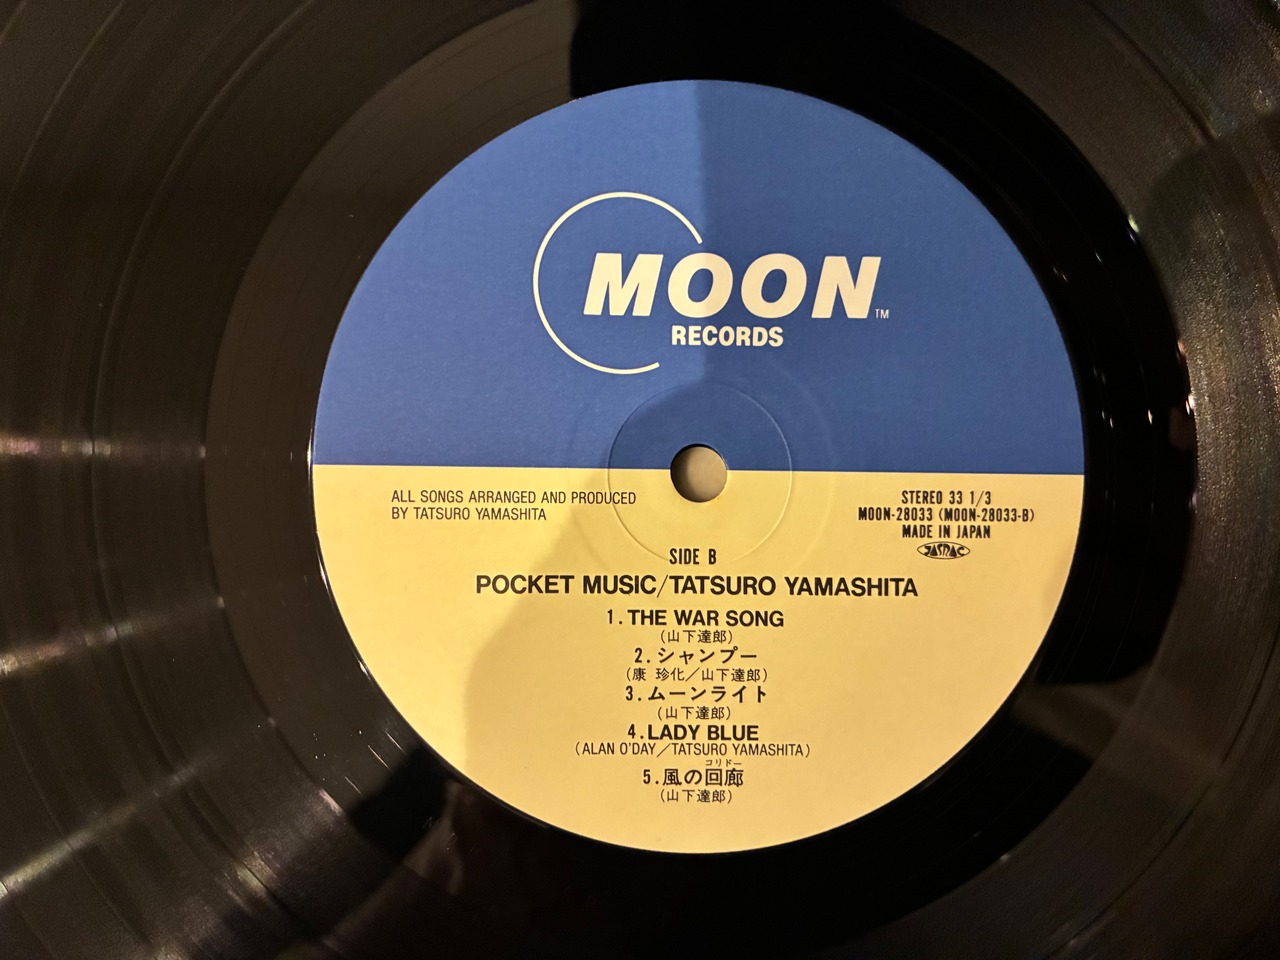 MOON
TM
RECORDS
ALL SONGS ARRANGED AND PRODUCED
BY TATSURO YAMASHITA
STEREO 33 1/3
MOON-28033 (MOON-28033-B)
MADE IN JAPAN
JASRAC
SIDE B
POCKET MUSIC/TATSURO YAMASHITA
1.THE WAR SONG
(山下達郎)
2.シャンプー
(康 珍化/山下達郎)
3.ムーンライト
(山下達郎)
4.LADY BLUE
(ALAN O'DAY/TATSURO YAMASHITA)
コリドー
5.風の回廊
(山下達郎)